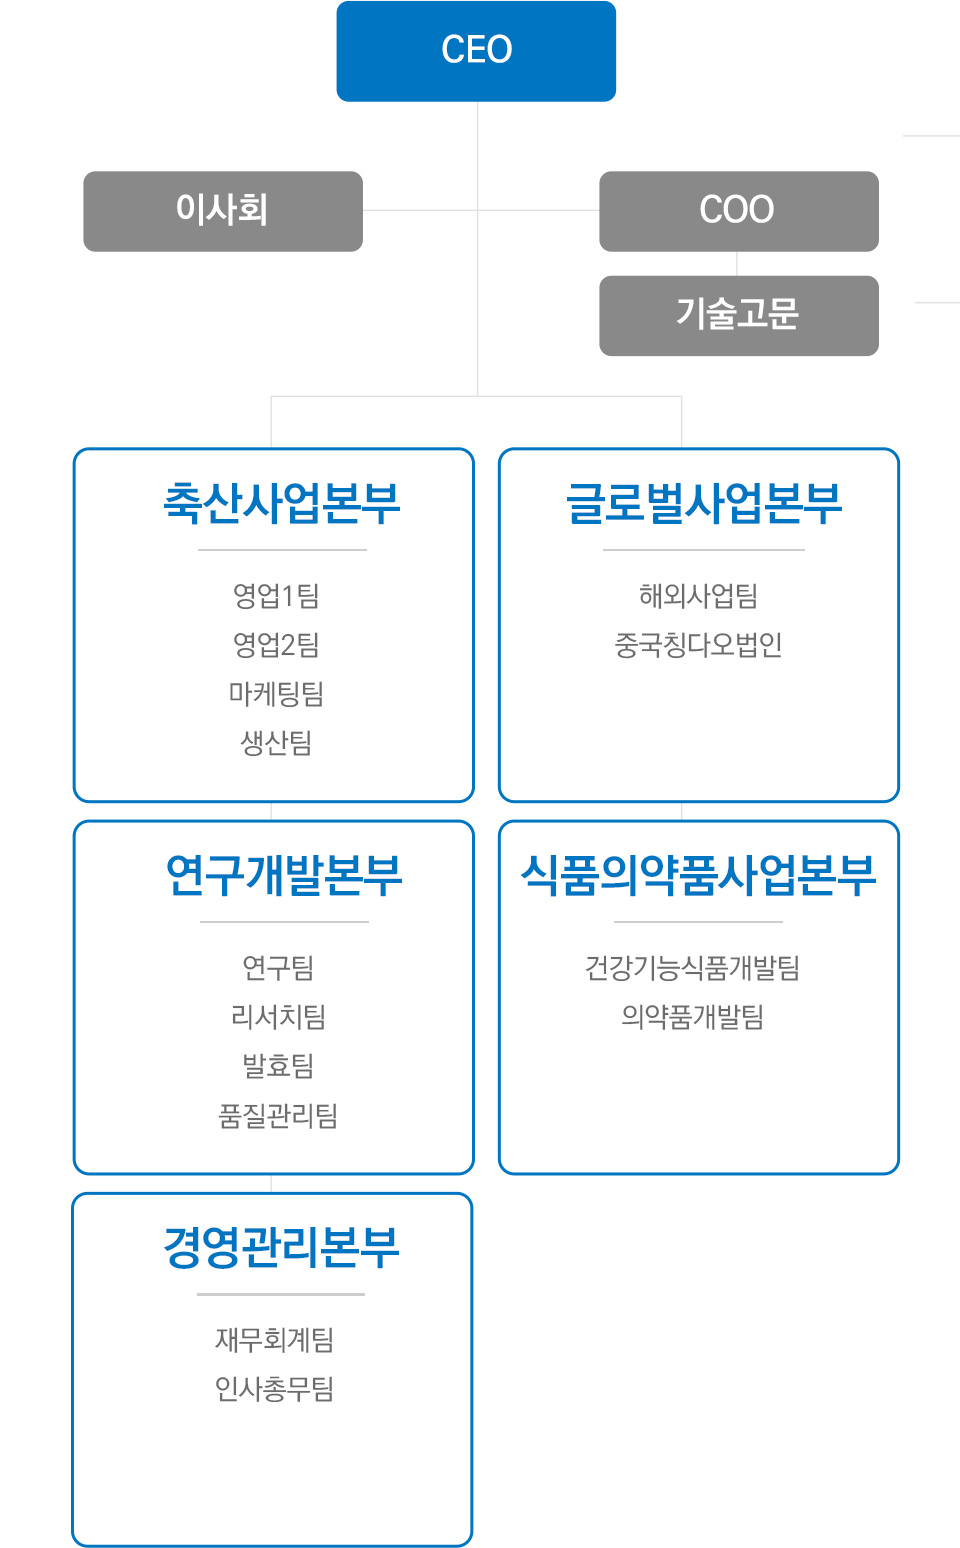 CEO
이사회
COO
기술고문
축산사업본부
영업1팀
영업2팀
마케팅팀
생산팀
글로벌사업본부
해외사업팀
중국칭다오법인
연구개발본부
연구팀
리서치팀
발효팀
품질관리팀
식품의약품사업본부
건강기능식품개발팀
의약품개발팀
경영관리본부
재무회계팀
인사총무팀